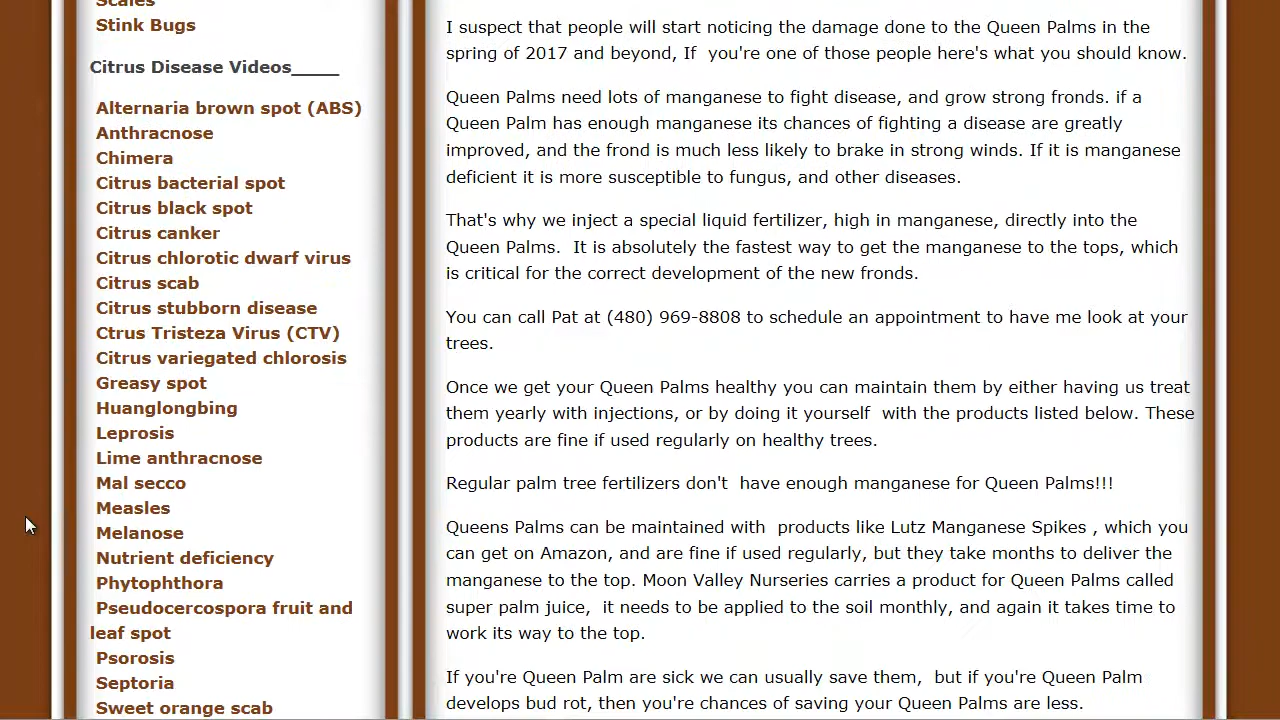 Scales
Stink Bugs
Citrus Disease Videos_____
Alternaria brown spot (ABS)
Anthracnose
Chimera
Citrus bacterial spot
Citrus black spot
Citrus canker
Citrus chlorotic dwarf virus
Citrus scab
Citrus stubborn disease
Ctrus Tristeza Virus (CTV)
Citrus variegated chlorosis
Greasy spot
Huanglongbing
Leprosis
Lime anthracnose
Mal secco
Measles
Melanose
Nutrient deficiency
Phytophthora
Pseudocercospora fruit and
leaf spot
Psorosis
Septoria
Sweet orange scab
I suspect that people will start noticing the damage done to the Queen Palms in the
spring of 2017 and beyond, If  you're one of those people here's what you should know.
Queen Palms need lots of manganese to fight disease, and grow strong fronds. if a
Queen Palm has enough manganese its chances of fighting a disease are greatly
improved, and the frond is much less likely to brake in strong winds. If it is manganese
deficient it is more susceptible to fungus, and other diseases.
That's why we inject a special liquid fertilizer, high in manganese, directly into the
Queen Palms.  It is absolutely the fastest way to get the manganese to the tops, which
is critical for the correct development of the new fronds.
You can call Pat at (480) 969-8808 to schedule an appointment to have me look at your
trees.
Once we get your Queen Palms healthy you can maintain them by either having us treat
them yearly with injections, or by doing it yourself  with the products listed below. These
products are fine if used regularly on healthy trees.
Regular palm tree fertilizers don't  have enough manganese for Queen Palms!!!
Queens Palms can be maintained with  products like Lutz Manganese Spikes , which you
can get on Amazon, and are fine if used regularly, but they take months to deliver the
manganese to the top. Moon Valley Nurseries carries a product for Queen Palms called
super palm juice,  it needs to be applied to the soil monthly, and again it takes time to
work its way to the top.
If you're Queen Palm are sick we can usually save them,  but if you're Queen Palm
develops bud rot, then you're chances of saving your Queen Palms are less.